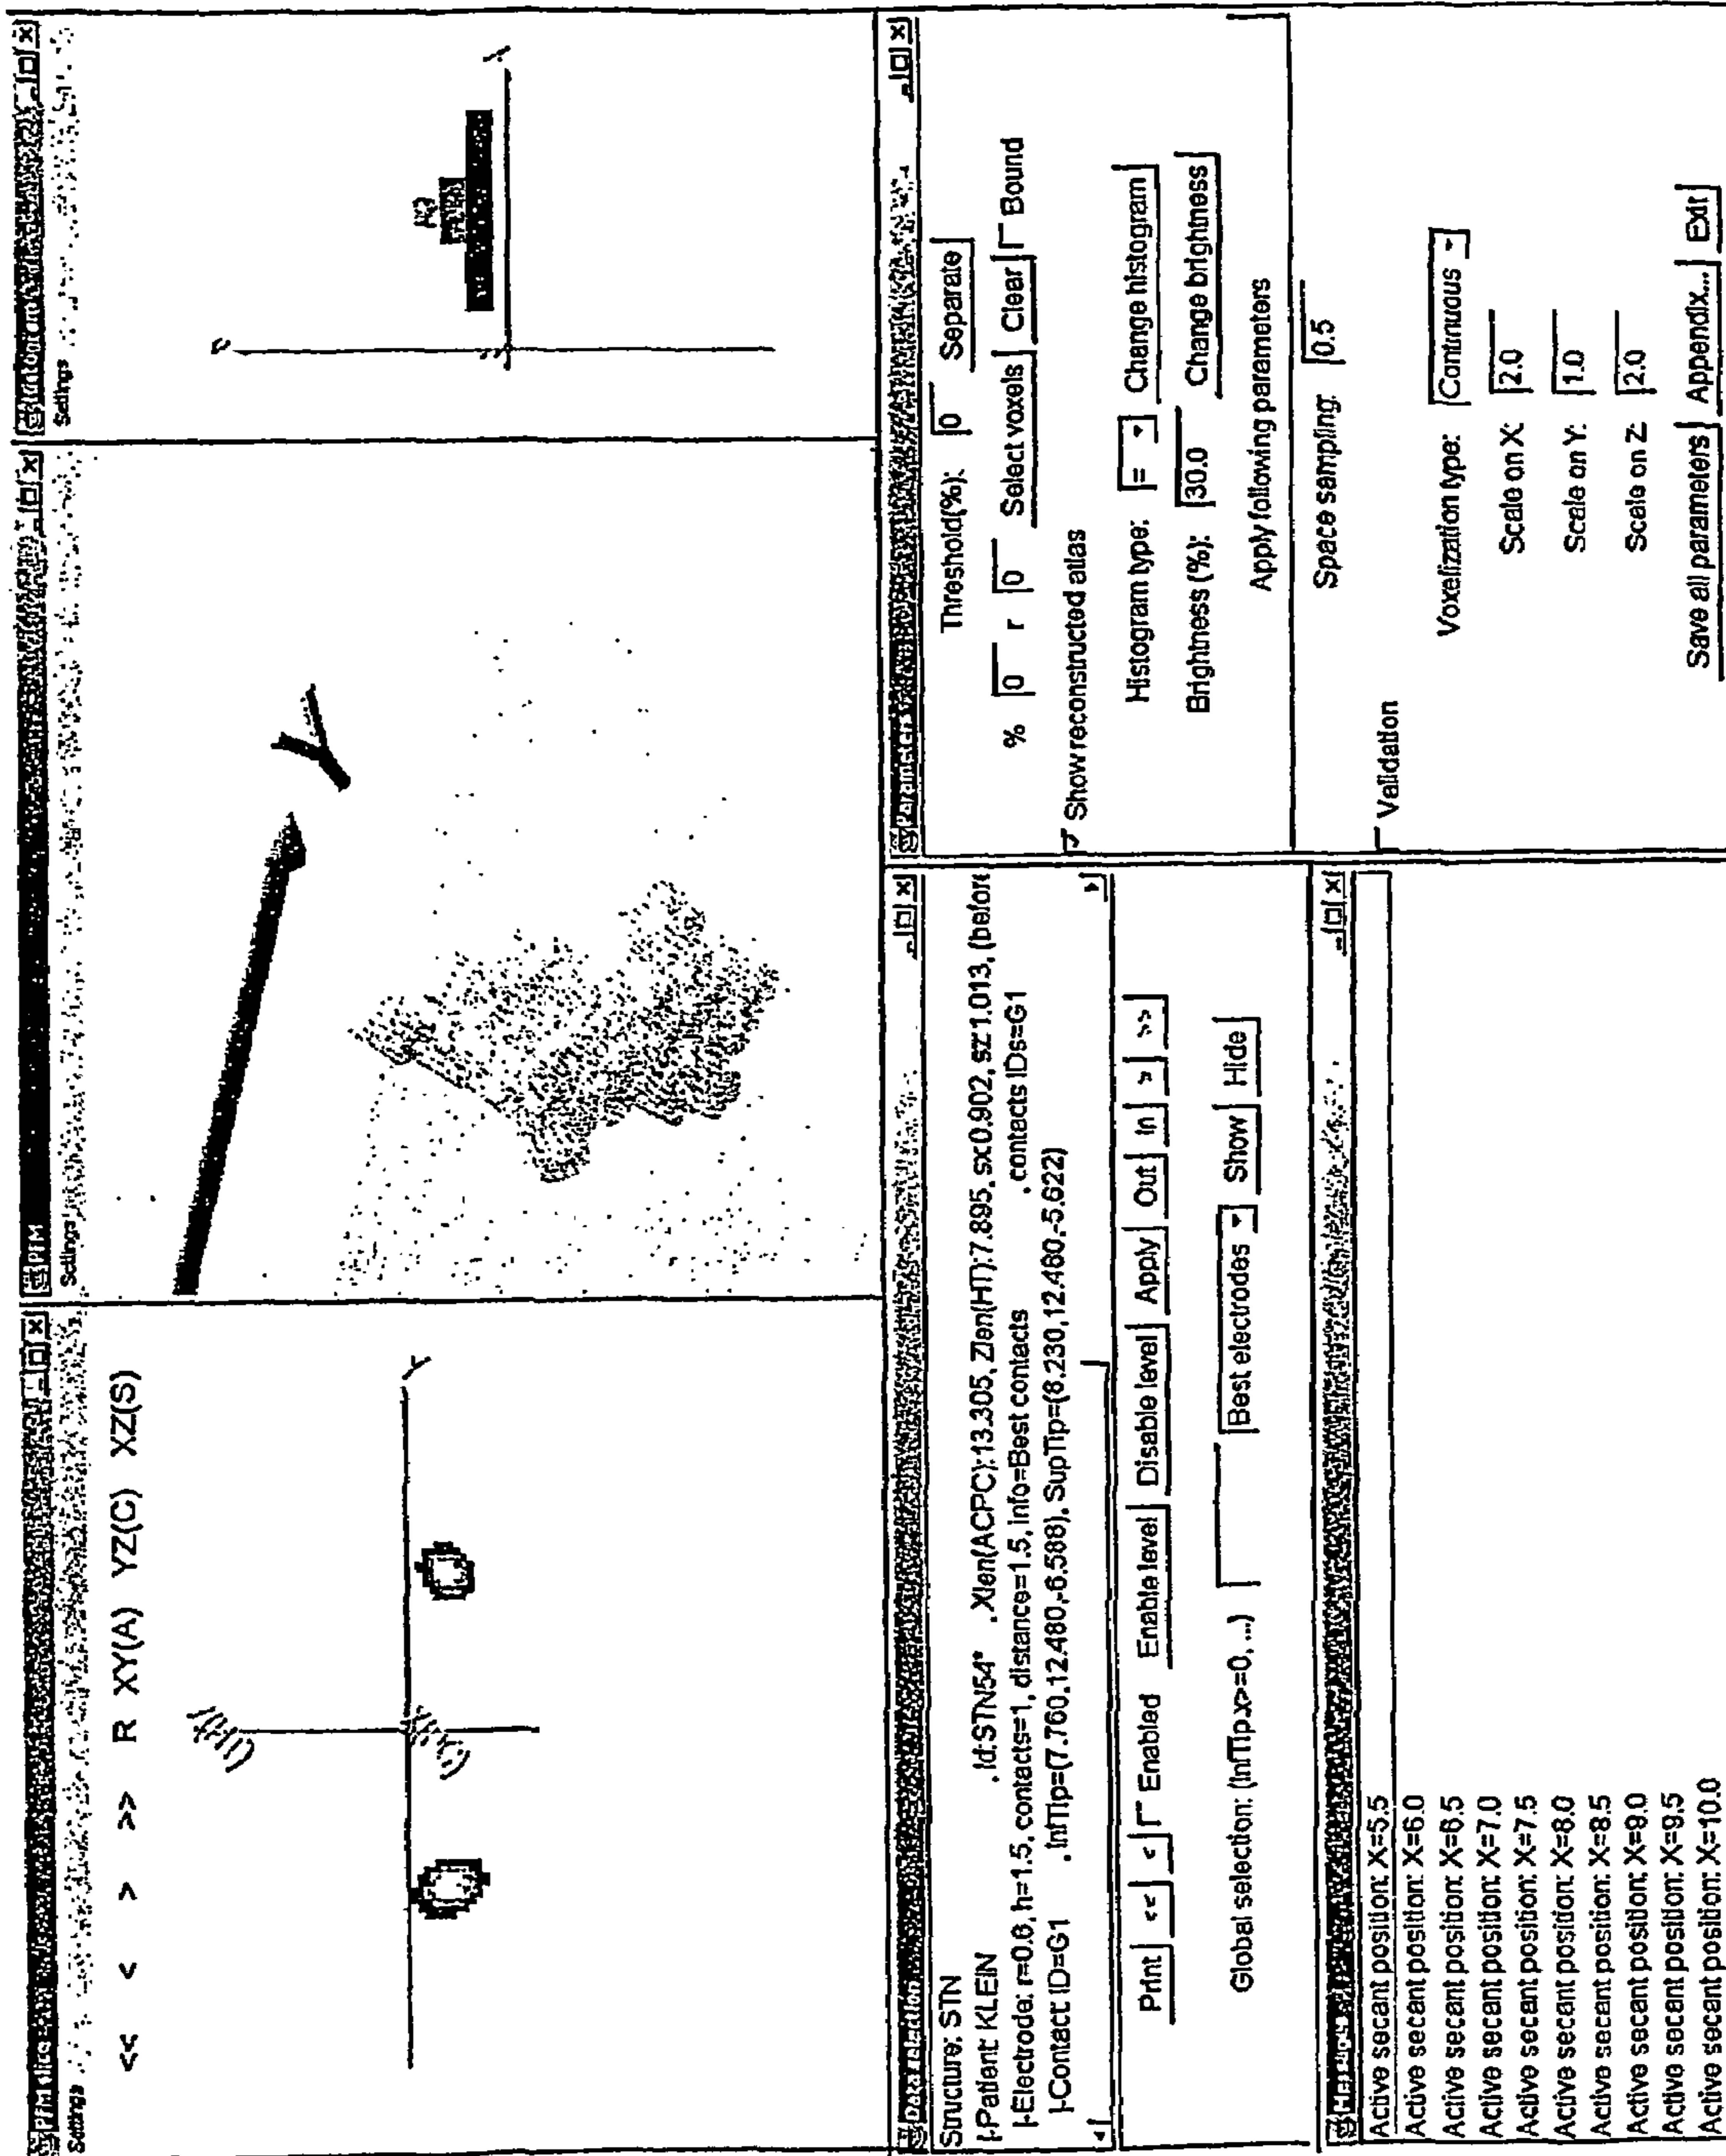 PFM
Settings
<< < > >> R XY(A) YZ(C) XZ(S)
Y
PFM
Settings
Y
Settings
Structure: STN
|-Patient: KLEIN , Id:STN54* , Xlen(ACPC):13.305, Zlen(HT):7.895, sx:0.902, sz:1.013, (before
|-Electrode: r=0.6, h=1.5, contacts=1, distance=1.5, info=Best contacts , contacts IDs=G1
|-Contact: ID=G1 , InfTip=(7.760,12.480,-6.588), SupTip=(8.230,12.480,-5.622)
Print << < Enabled Enable level Disable level Apply Out In > >>
Global selection: (InfTip.x>=0, ...) Best electrodes Show Hide
Active secant position: X=5.5
Active secant position: X=6.0
Active secant position: X=6.5
Active secant position: X=7.0
Active secant position: X=7.5
Active secant position: X=8.0
Active secant position: X=8.5
Active secant position: X=9.0
Active secant position: X=9.5
Active secant position: X=10.0
Threshold(%): 0 Separate
% 0 r 0 Select voxels Clear Bound
Show reconstructed atlas
Histogram type: = Change histogram
Brightness (%): 30.0 Change brightness
Apply following parameters
Space sampling: 0.5
Validation
Voxelization type: Continuous
Scale on X: 2.0
Scale on Y: 1.0
Scale on Z: 2.0
Save all parameters Appendix... Exit